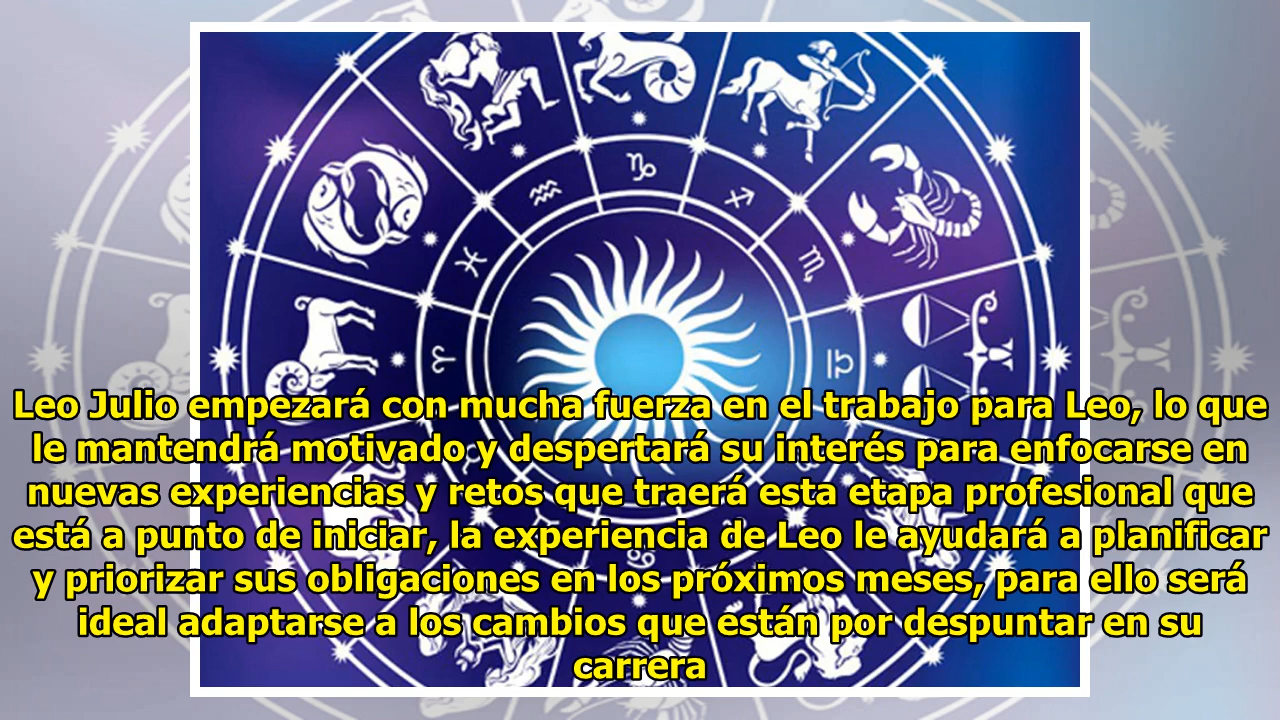 Leo Julio empezará con mucha fuerza en el trabajo para Leo, lo que
le mantendrá motivado y despertará su interés para enfocarse en
nuevas experiencias y retos que traerá esta etapa profesional que
está a punto de iniciar, la experiencia de Leo le ayudará a planificar
y priorizar sus obligaciones en los próximos meses, para ello será
ideal adaptarse a los cambios que están por despuntar en su
carrera